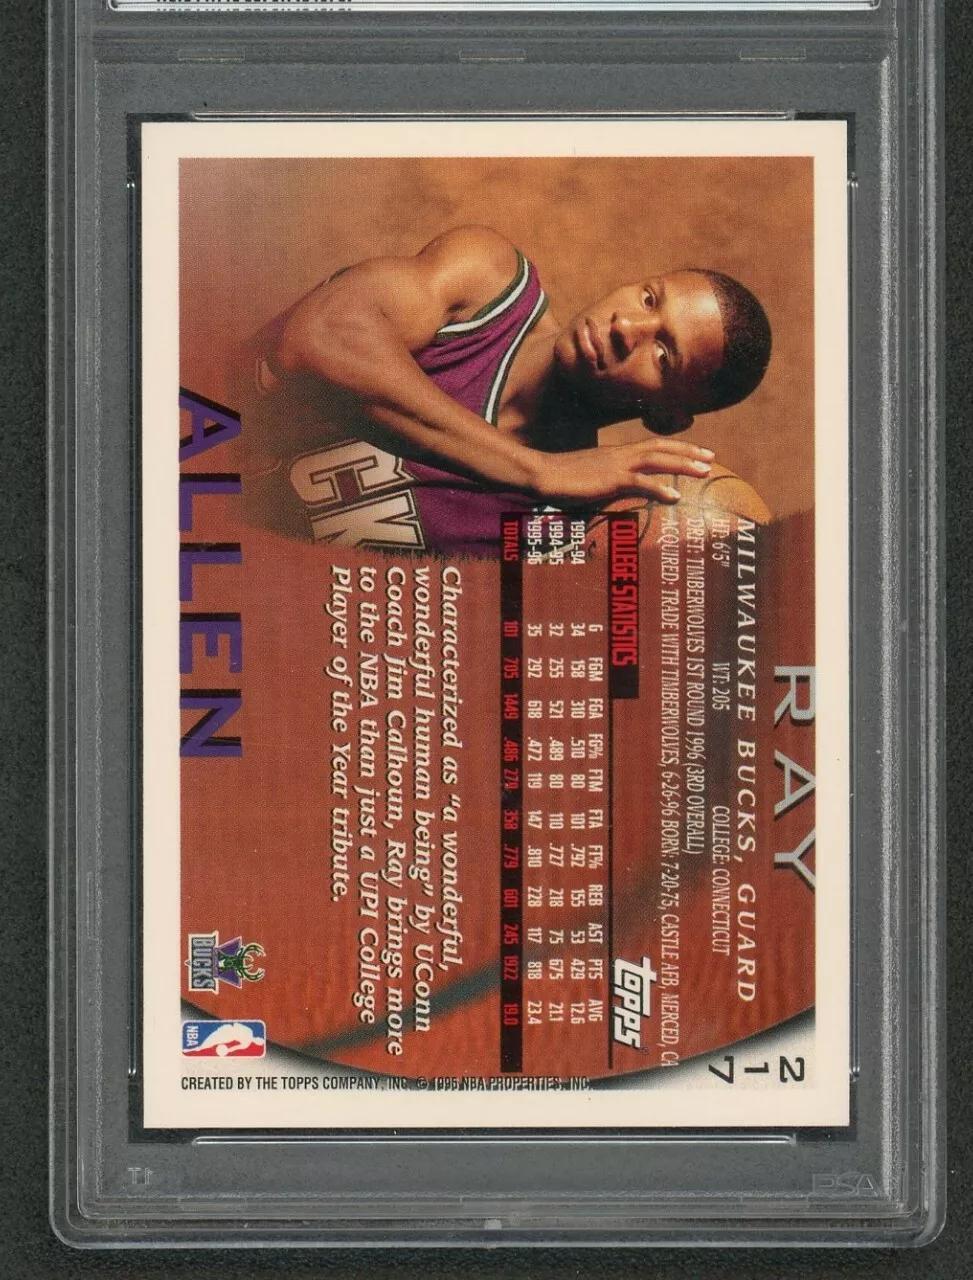 RAY
ALLEN
217
MILWAUKEE BUCKS, GUARD
HT: 6'5" WT: 205 COLLEGE: CONNECTICUT
DRFT: TIMBERWOLVES 1ST ROUND 1996 (3RD OVERALL)
ACQUIRED: TRADE WITH TIMBERWOLVES, 6-26-96 BORN: 7-20-75, CASTLE AFB, MERCED, CA
COLLEGE STATISTICS
Topps
G FGM FGA FG% FTM FTA FT% REB AST PTS AVG
1993-94 34 158 310 .510 80 101 .792 155 53 429 12.6
1994-95 32 255 521 .489 80 110 .727 218 75 675 21.1
1995-96 35 292 618 .472 119 147 .810 228 117 818 23.4
TOTALS 101 705 1449 .486 279 358 .779 601 245 1922 19.0
Characterized as "a wonderful,
wonderful human being" by UConn
Coach Jim Calhoun, Ray brings more
to the NBA than just a UPI College
Player of the Year tribute.
CK
BUCKS
NBA
CREATED BY THE TOPPS COMPANY, INC. © 1996 NBA PROPERTIES, INC.
PSA